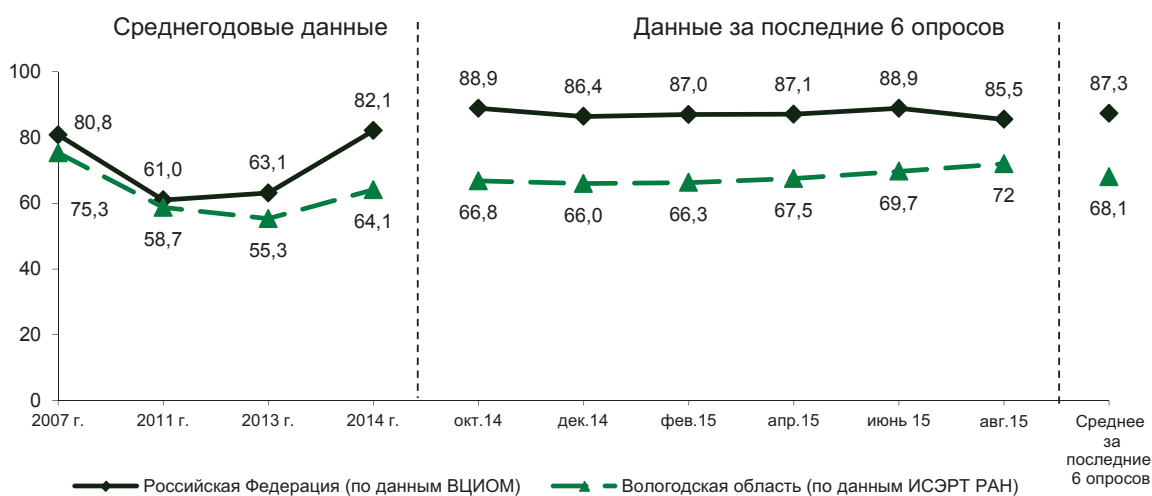 Среднегодовые данные
Данные за последние 6 опросов
100
80
60
40
20
0
80,8
61,0
63,1
82,1
75,3
58,7
55,3
64,1
88,9
86,4
87,0
87,1
88,9
85,5
87,3
66,8
66,0
66,3
67,5
69,7
72
68,1
2007 г.
2011 г.
2013 г.
2014 г.
окт.14
дек.14
фев.15
апр.15
июнь 15
авг.15
Среднее
за
последние
6 опросов
Российская Федерация (по данным ВЦИОМ)
Вологодская область (по данным ИСЭРТ РАН)